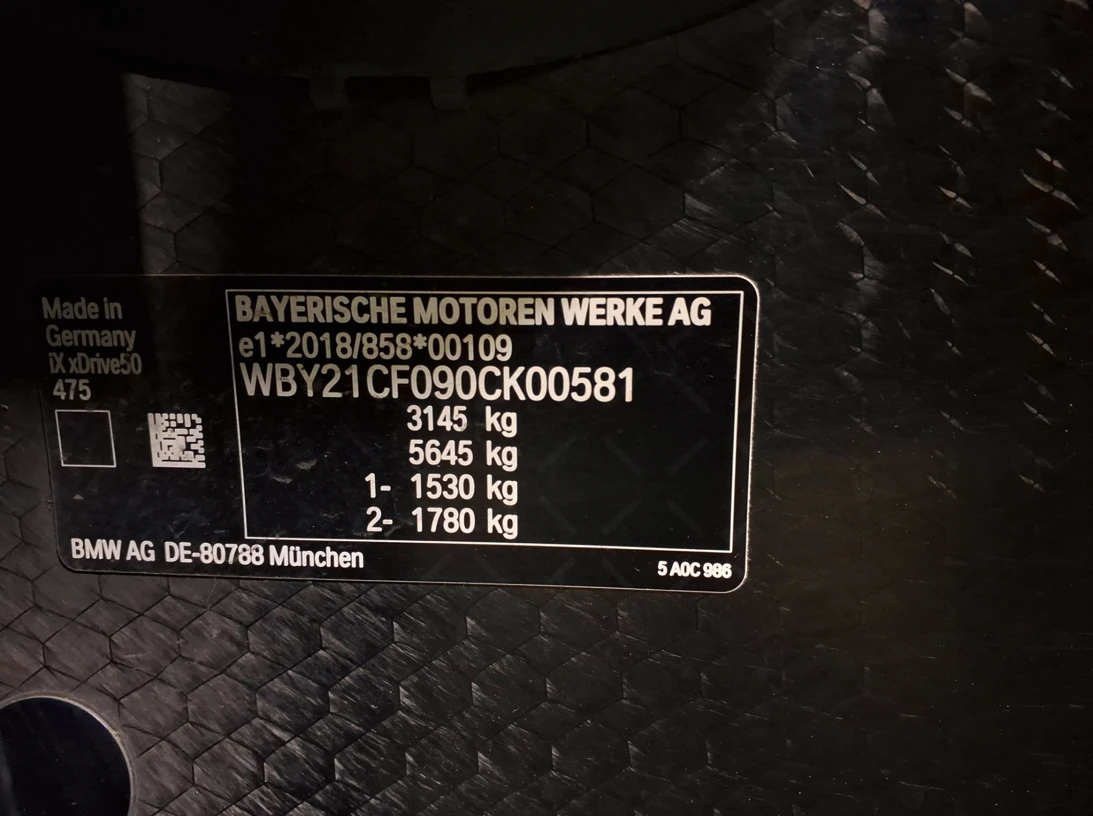 Made in
Germany
iX xDrive50
475
BAYERISCHE MOTOREN WERKE AG
e1*2018/858*00109
WBY21CF090CK00581
3145 kg
5645 kg
1- 1530 kg
2- 1780 kg
BMW AG DE-80788 München
5 A0C 986